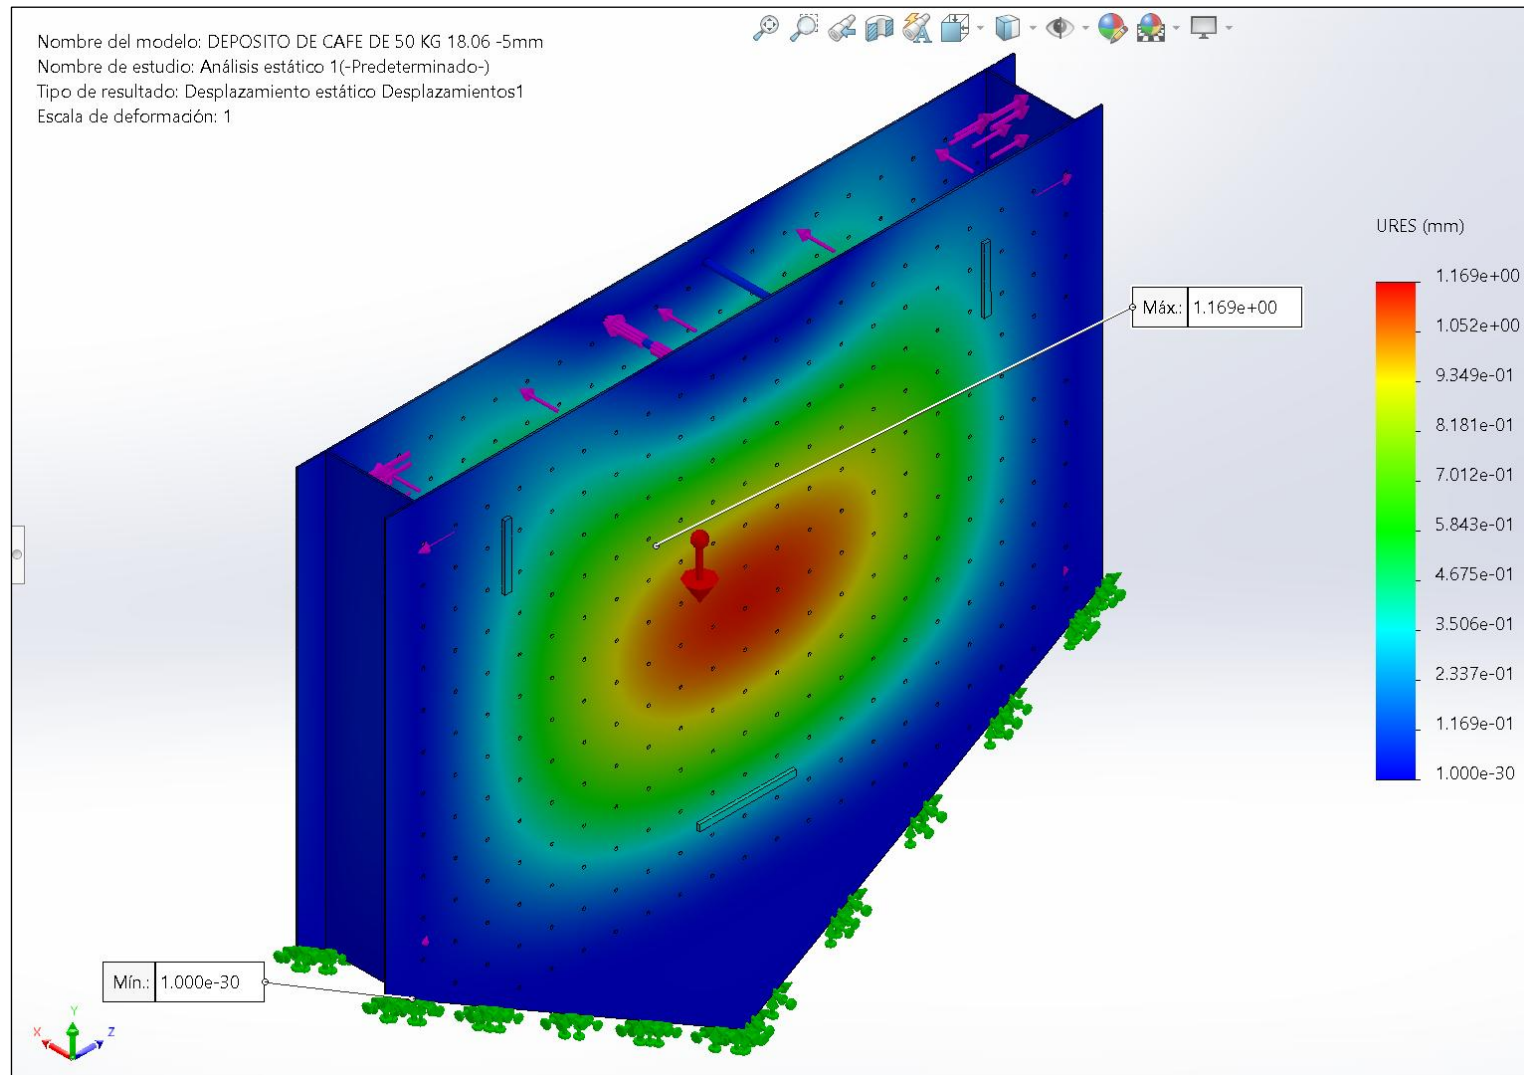 Nombre del modelo: DEPOSITO DE CAFE DE 50 KG 18.06 -5mm
Nombre de estudio: Análisis estático 1(-Predeterminado-)
Tipo de resultado: Desplazamiento estático Desplazamientos1
Escala de deformación: 1
URES (mm)
1.169e+00
1.052e+00
9.349e-01
8.181e-01
7.012e-01
5.843e-01
4.675e-01
3.506e-01
2.337e-01
1.169e-01
1.000e-30
Máx.: 1.169e+00
Mín.: 1.000e-30
Y
X
Z